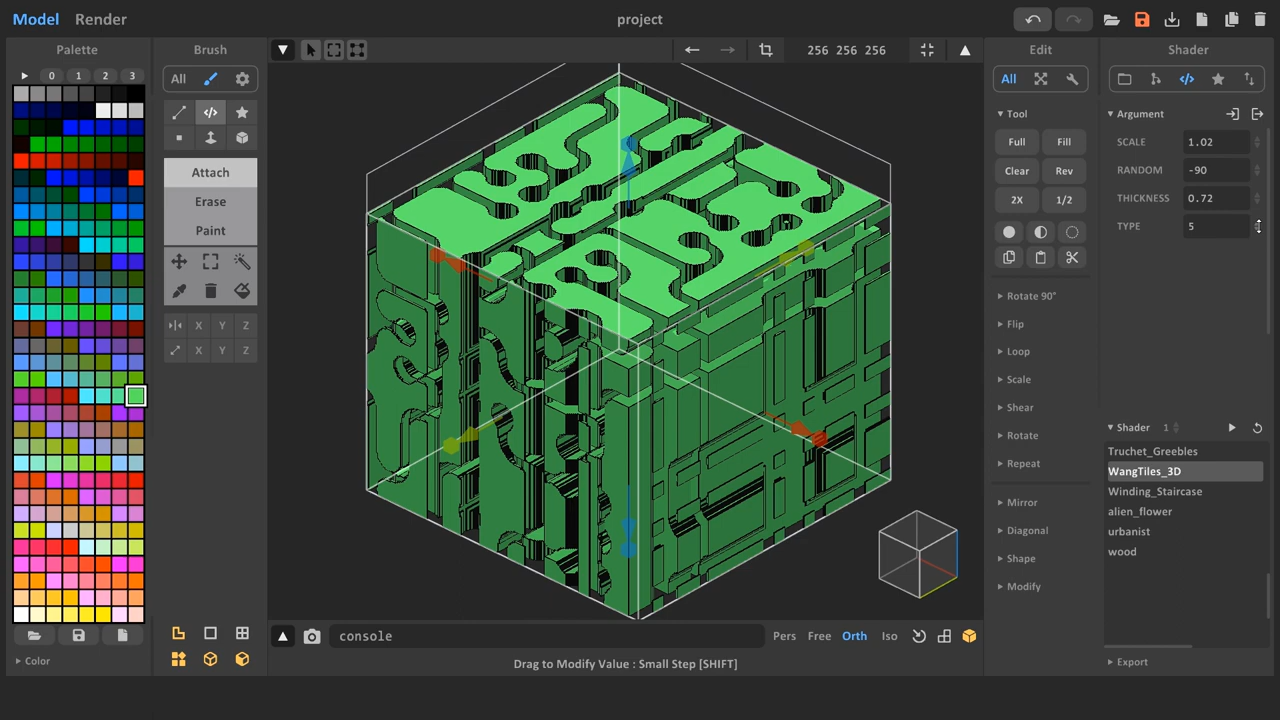 Model Render
project
Palette
Brush
256 256 256
Edit
Shader
0 1 2 3
All
All
Tool
Argument
Full Fill
SCALE 1.02
Clear Rev
RANDOM -90
2X 1/2
THICKNESS 0.72
TYPE 5
Attach
Erase
Paint
X Y Z
X Y Z
Rotate 90°
Flip
Loop
Scale
Shear
Rotate
Repeat
Mirror
Diagonal
Shape
Modify
Shader 1
Truchet_Greebles
WangTiles_3D
Winding_Staircase
alien_flower
urbanist
wood
Color
console
Pers Free Orth Iso
Drag to Modify Value : Small Step [SHIFT]
Export